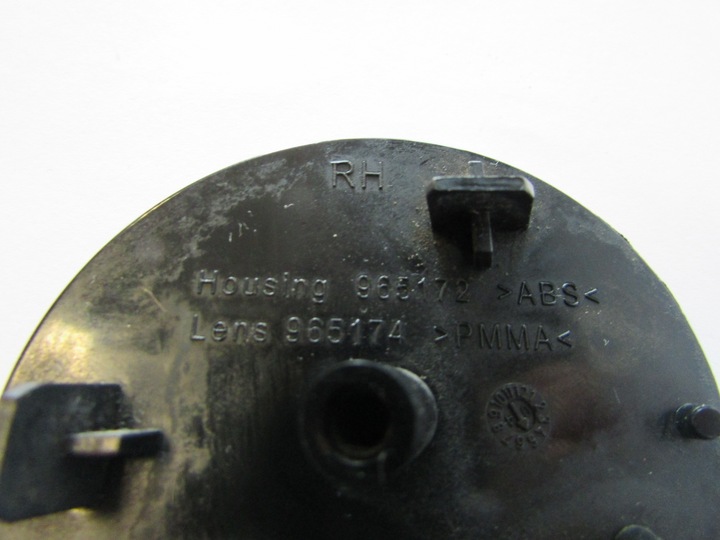 RH
Housing 965172 >ABS<
Lens 965174 >PMMA<